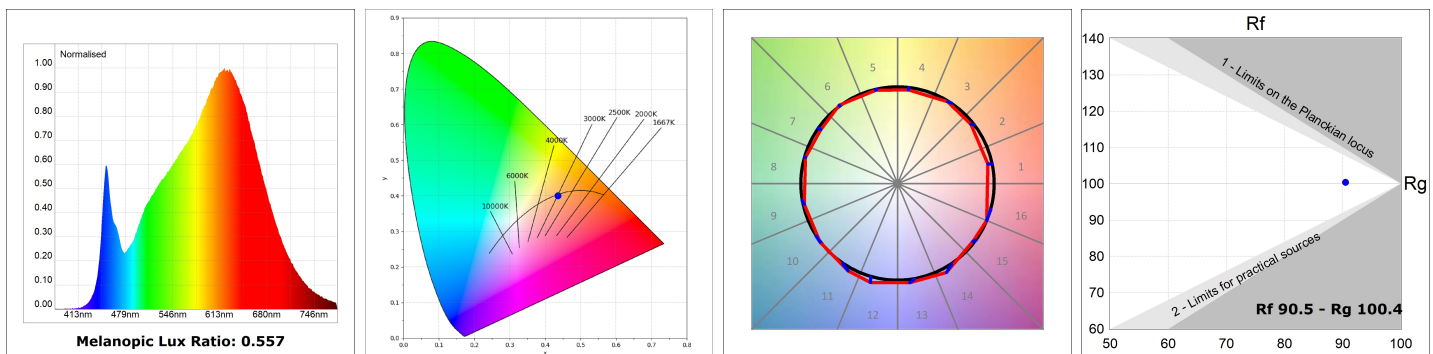 Normalised
1.00
0.90
0.80
0.70
0.60
0.50
0.40
0.30
0.20
0.10
0.00
413nm 479nm 546nm 613nm 680nm 746nm
Melanopic Lux Ratio: 0.557
0.9
0.8
0.7
0.6
0.5
0.4
0.3
0.2
0.1
0.0
y
0.0 0.1 0.2 0.3 0.4 0.5 0.6 0.7 0.8
x
10000K
6000K
4000K
3000K
2500K
2000K
1667K
1
2
3
4
5
6
7
8
9
10
11
12
13
14
15
16
Rf
140
130
120
110
100
90
80
70
60
50 60 70 80 90 100
Rg
1 - Limits on the Planckian locus
2 - Limits for practical sources
Rf 90.5 - Rg 100.4